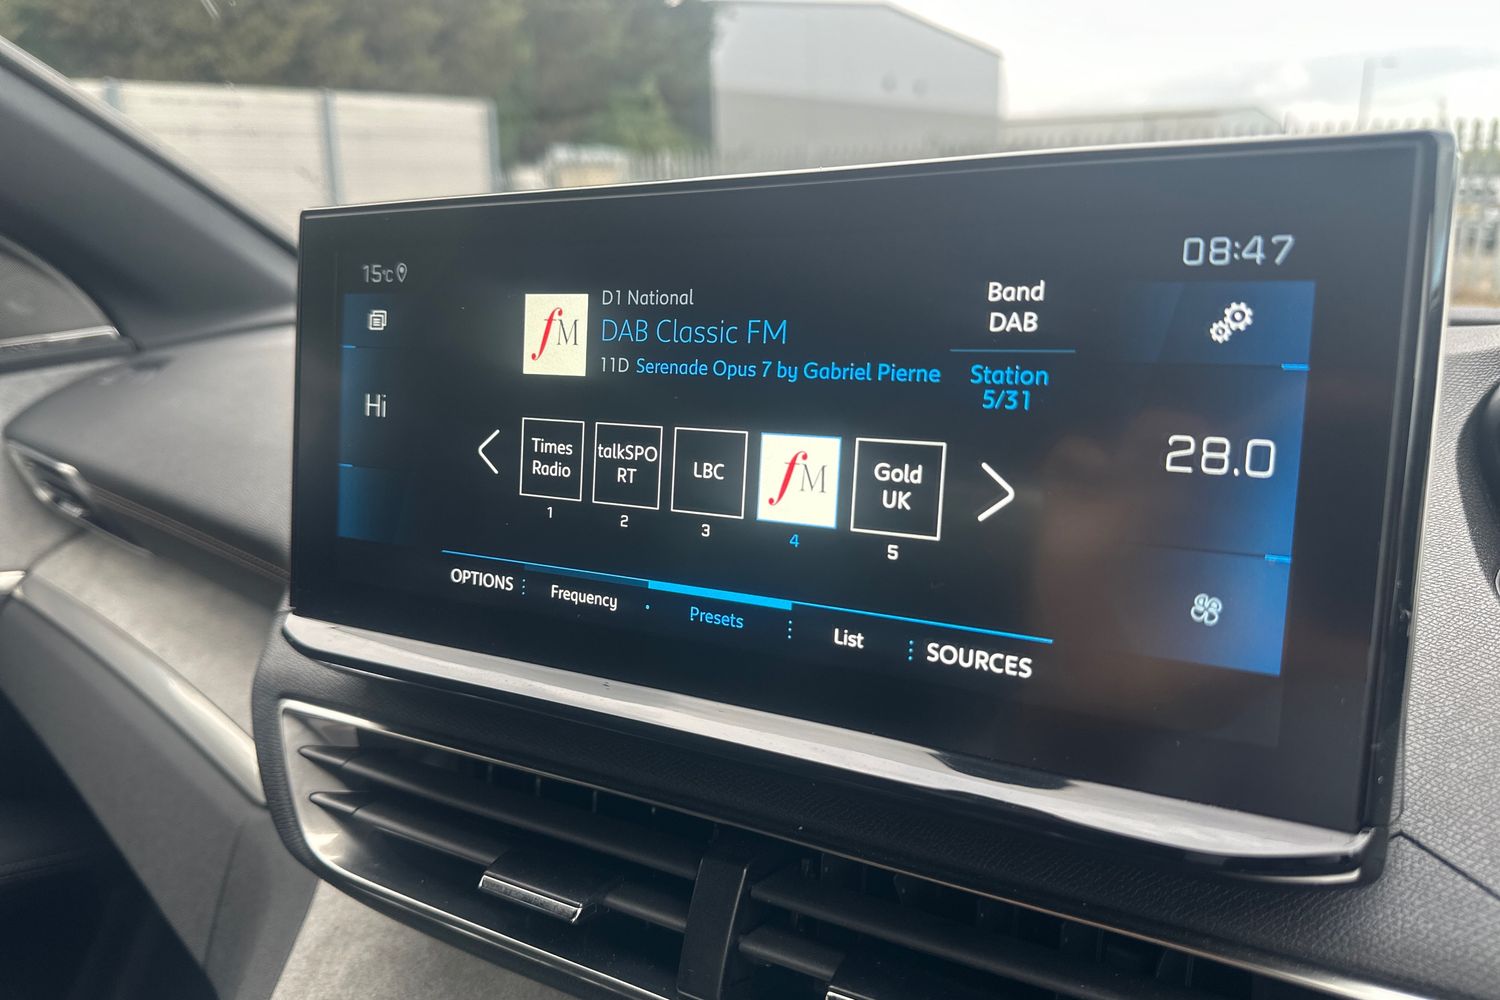 08:47
15°C
D1 National
DAB Classic FM
11D Serenade Opus 7 by Gabriel Pierne
fM
Band
DAB
Station
5/31
Hi
28.0
Times
Radio
talkSPO
RT
LBC
fM
Gold
UK
1
2
3
4
5
OPTIONS
Frequency
Presets
List
SOURCES